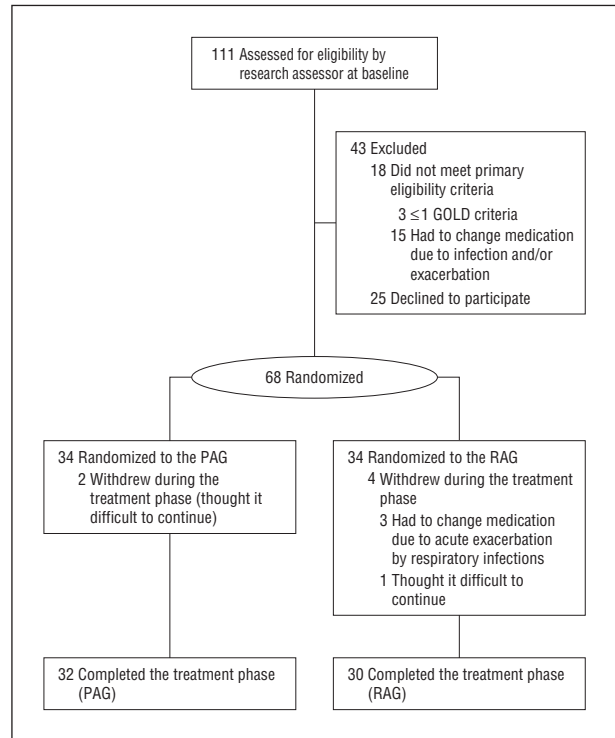 111 Assessed for eligibility by
research assessor at baseline
43 Excluded
18 Did not meet primary
eligibility criteria
3 ≤1 GOLD criteria
15 Had to change medication
due to infection and/or
exacerbation
25 Declined to participate
68 Randomized
34 Randomized to the PAG
2 Withdrew during the
treatment phase (thought it
difficult to continue)
34 Randomized to the RAG
4 Withdrew during the treatment
phase
3 Had to change medication
due to acute exacerbation
by respiratory infections
1 Thought it difficult to
continue
32 Completed the treatment phase
(PAG)
30 Completed the treatment phase
(RAG)